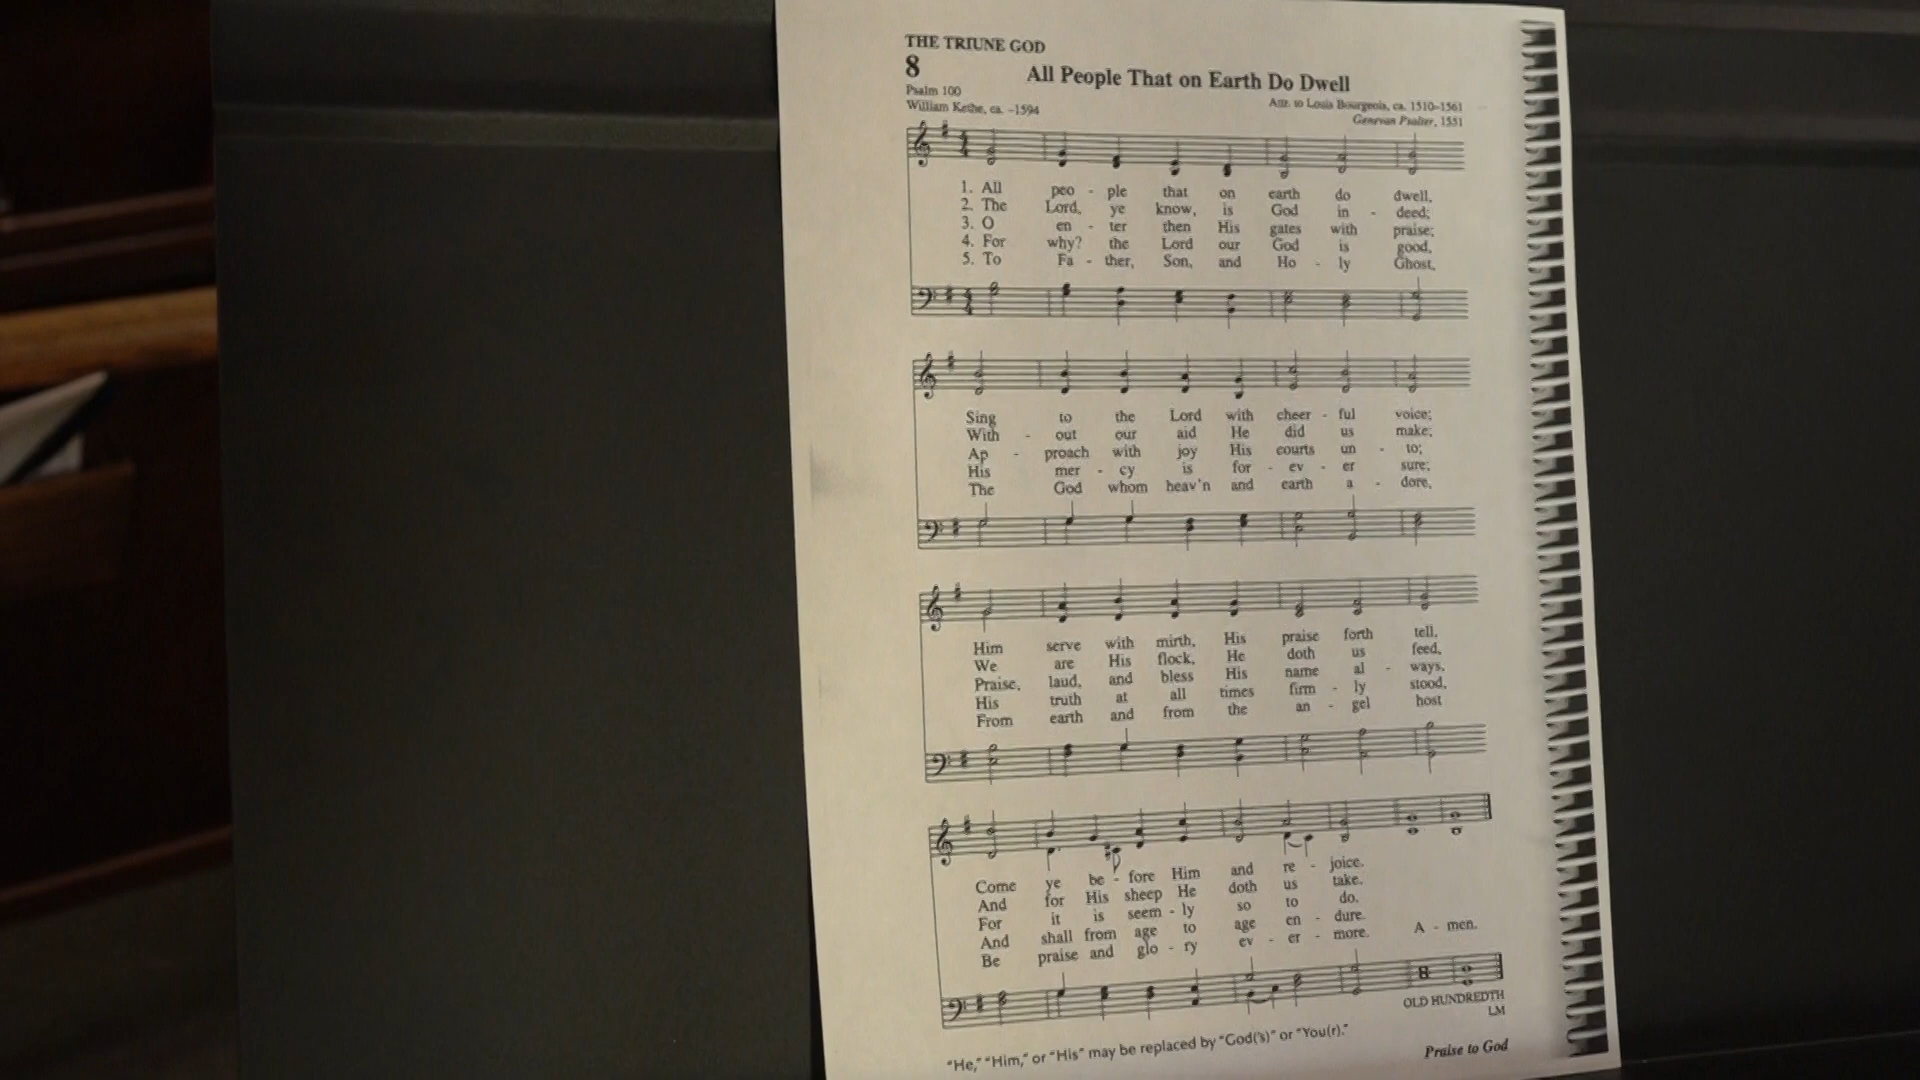 THE TRIUNE GOD
8
All People That on Earth Do Dwell
Psalm 100
William Kethe, ca. –1594
Attr. to Louis Bourgeois, ca. 1510–1561
Genevan Psalter, 1551
1. All peo - ple that on earth do dwell,
2. The Lord, ye know, is God in - deed;
3. O en - ter then His gates with praise;
4. For why? the Lord our God is good,
5. To Fa - ther, Son, and Ho - ly Ghost,
Sing to the Lord with cheer - ful voice;
With - out our aid He did us make;
Ap - proach with joy His courts un - to;
His mer - cy is for - ev - er sure;
The God whom heav'n and earth a - dore,
Him serve with mirth, His praise forth tell,
We are His flock, He doth us feed,
Praise, laud, and bless His name al - ways,
His truth at all times firm - ly stood,
From earth and from the an - gel host
Come ye be - fore Him and re - joice.
And for His sheep He doth us take.
For it is seem - ly so to do.
And shall from age to age en - dure.
Be praise and glo - ry ev - er - more. A - men.
OLD HUNDREDTH
LM
"He," "Him," or "His" may be replaced by "God('s)" or "You(r)."
Praise to God